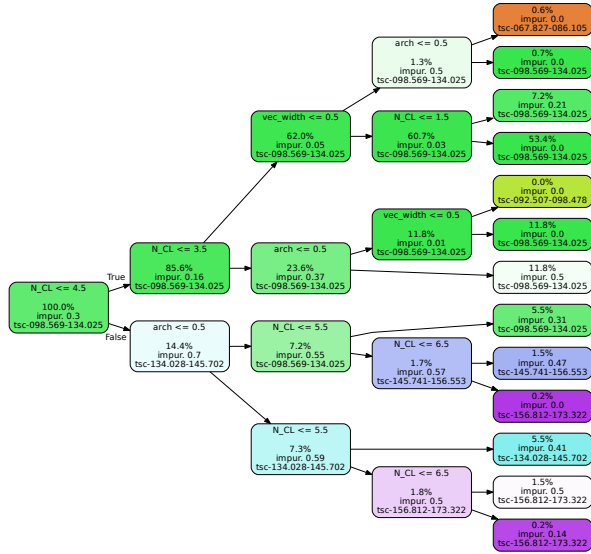 0.6%
impur. 0.0
tsc-067.827-086.105
arch <= 0.5
1.3%
impur. 0.5
tsc-098.569-134.025
0.7%
impur. 0.0
tsc-098.569-134.025
7.2%
impur. 0.21
tsc-098.569-134.025
vec_width <= 0.5
62.0%
impur. 0.05
tsc-098.569-134.025
N_CL <= 1.5
60.7%
impur. 0.03
tsc-098.569-134.025
53.4%
impur. 0.0
tsc-098.569-134.025
0.0%
impur. 0.0
tsc-092.507-098.478
vec_width <= 0.5
11.8%
impur. 0.01
tsc-098.569-134.025
11.8%
impur. 0.0
tsc-098.569-134.025
N_CL <= 3.5
85.6%
impur. 0.16
tsc-098.569-134.025
arch <= 0.5
23.6%
impur. 0.37
tsc-098.569-134.025
11.8%
impur. 0.5
tsc-098.569-134.025
True
N_CL <= 4.5
100.0%
impur. 0.3
tsc-098.569-134.025
False
arch <= 0.5
14.4%
impur. 0.7
tsc-134.028-145.702
N_CL <= 5.5
7.2%
impur. 0.55
tsc-098.569-134.025
5.5%
impur. 0.31
tsc-098.569-134.025
N_CL <= 6.5
1.7%
impur. 0.57
tsc-145.741-156.553
1.5%
impur. 0.47
tsc-145.741-156.553
0.2%
impur. 0.0
tsc-156.812-173.322
N_CL <= 5.5
7.3%
impur. 0.59
tsc-134.028-145.702
5.5%
impur. 0.41
tsc-134.028-145.702
N_CL <= 6.5
1.8%
impur. 0.5
tsc-156.812-173.322
1.5%
impur. 0.5
tsc-156.812-173.322
0.2%
impur. 0.14
tsc-156.812-173.322